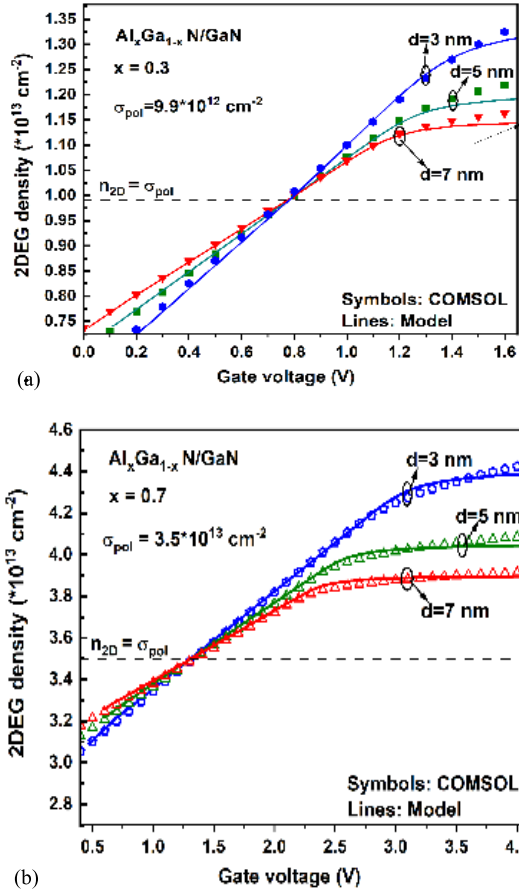 AlxGa1-x N/GaN
x = 0.3
σpol=9.9*10^12 cm^-2
d=3 nm
d=5 nm
d=7 nm
n2D = σpol
Symbols: COMSOL
Lines: Model
2DEG density (*10^13 cm^-2)
1.35
1.30
1.25
1.20
1.15
1.10
1.05
1.00
0.95
0.90
0.85
0.80
0.75
0.0 0.2 0.4 0.6 0.8 1.0 1.2 1.4 1.6
Gate voltage (V)
(a)
AlxGa1-x N/GaN
x = 0.7
σpol = 3.5*10^13 cm^-2
d=3 nm
d=5 nm
d=7 nm
n2D = σpol
Symbols: COMSOL
Lines: Model
2DEG density (*10^13 cm^-2)
4.6
4.4
4.2
4.0
3.8
3.6
3.4
3.2
3.0
2.8
0.5 1.0 1.5 2.0 2.5 3.0 3.5 4.
Gate voltage (V)
(b)